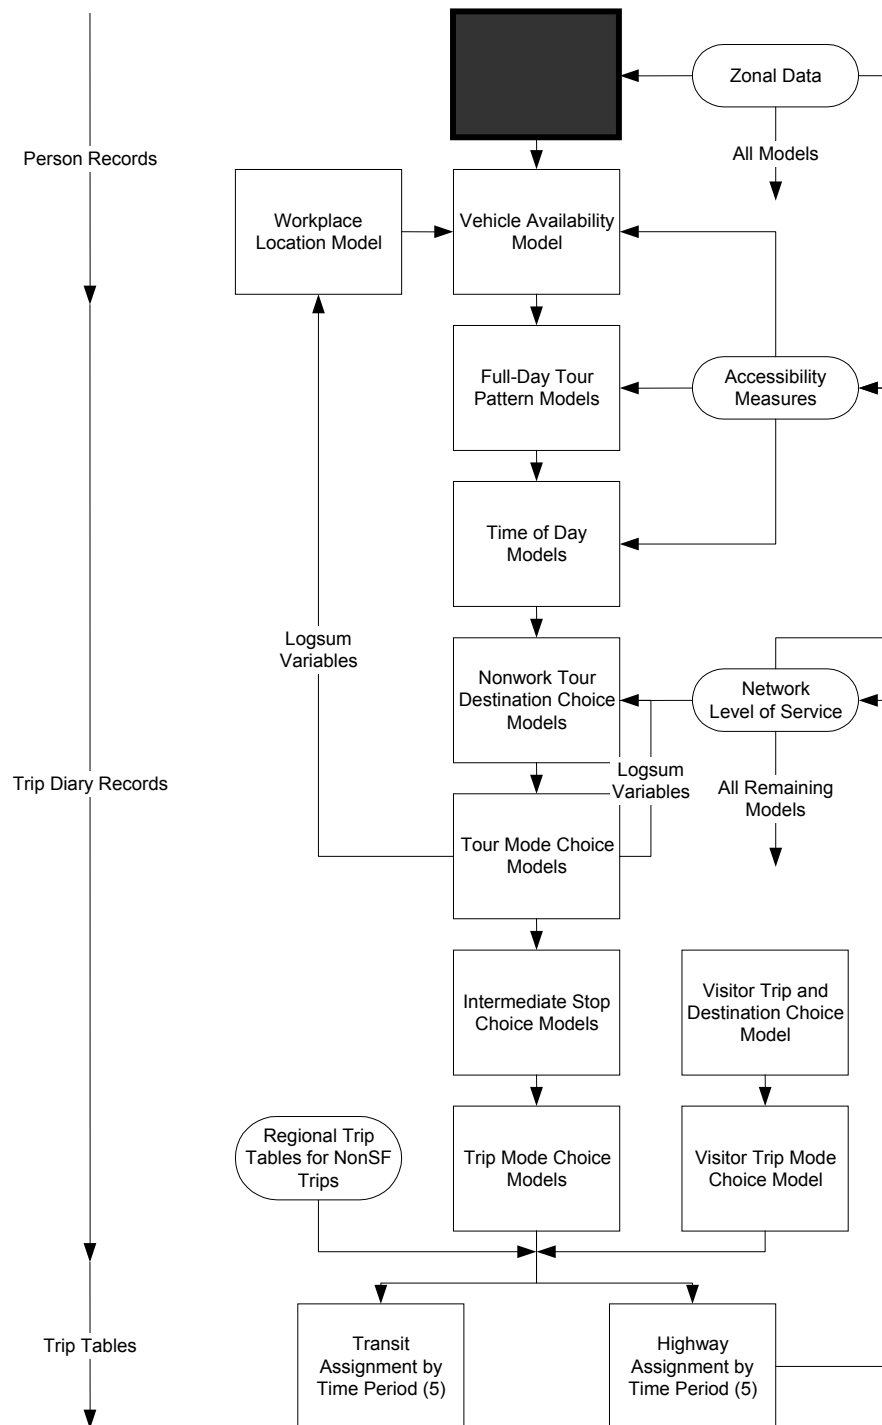 Zonal Data
All Models
Person Records
Workplace
Location Model
Vehicle Availability
Model
Full-Day Tour
Pattern Models
Accessibility
Measures
Time of Day
Models
Logsum
Variables
Nonwork Tour
Destination Choice
Models
Network
Level of Service
Logsum
Variables
Trip Diary Records
All Remaining
Models
Tour Mode Choice
Models
Intermediate Stop
Choice Models
Visitor Trip and
Destination Choice
Model
Regional Trip
Tables for NonSF
Trips
Trip Mode Choice
Models
Visitor Trip Mode
Choice Model
Trip Tables
Transit
Assignment by
Time Period (5)
Highway
Assignment by
Time Period (5)